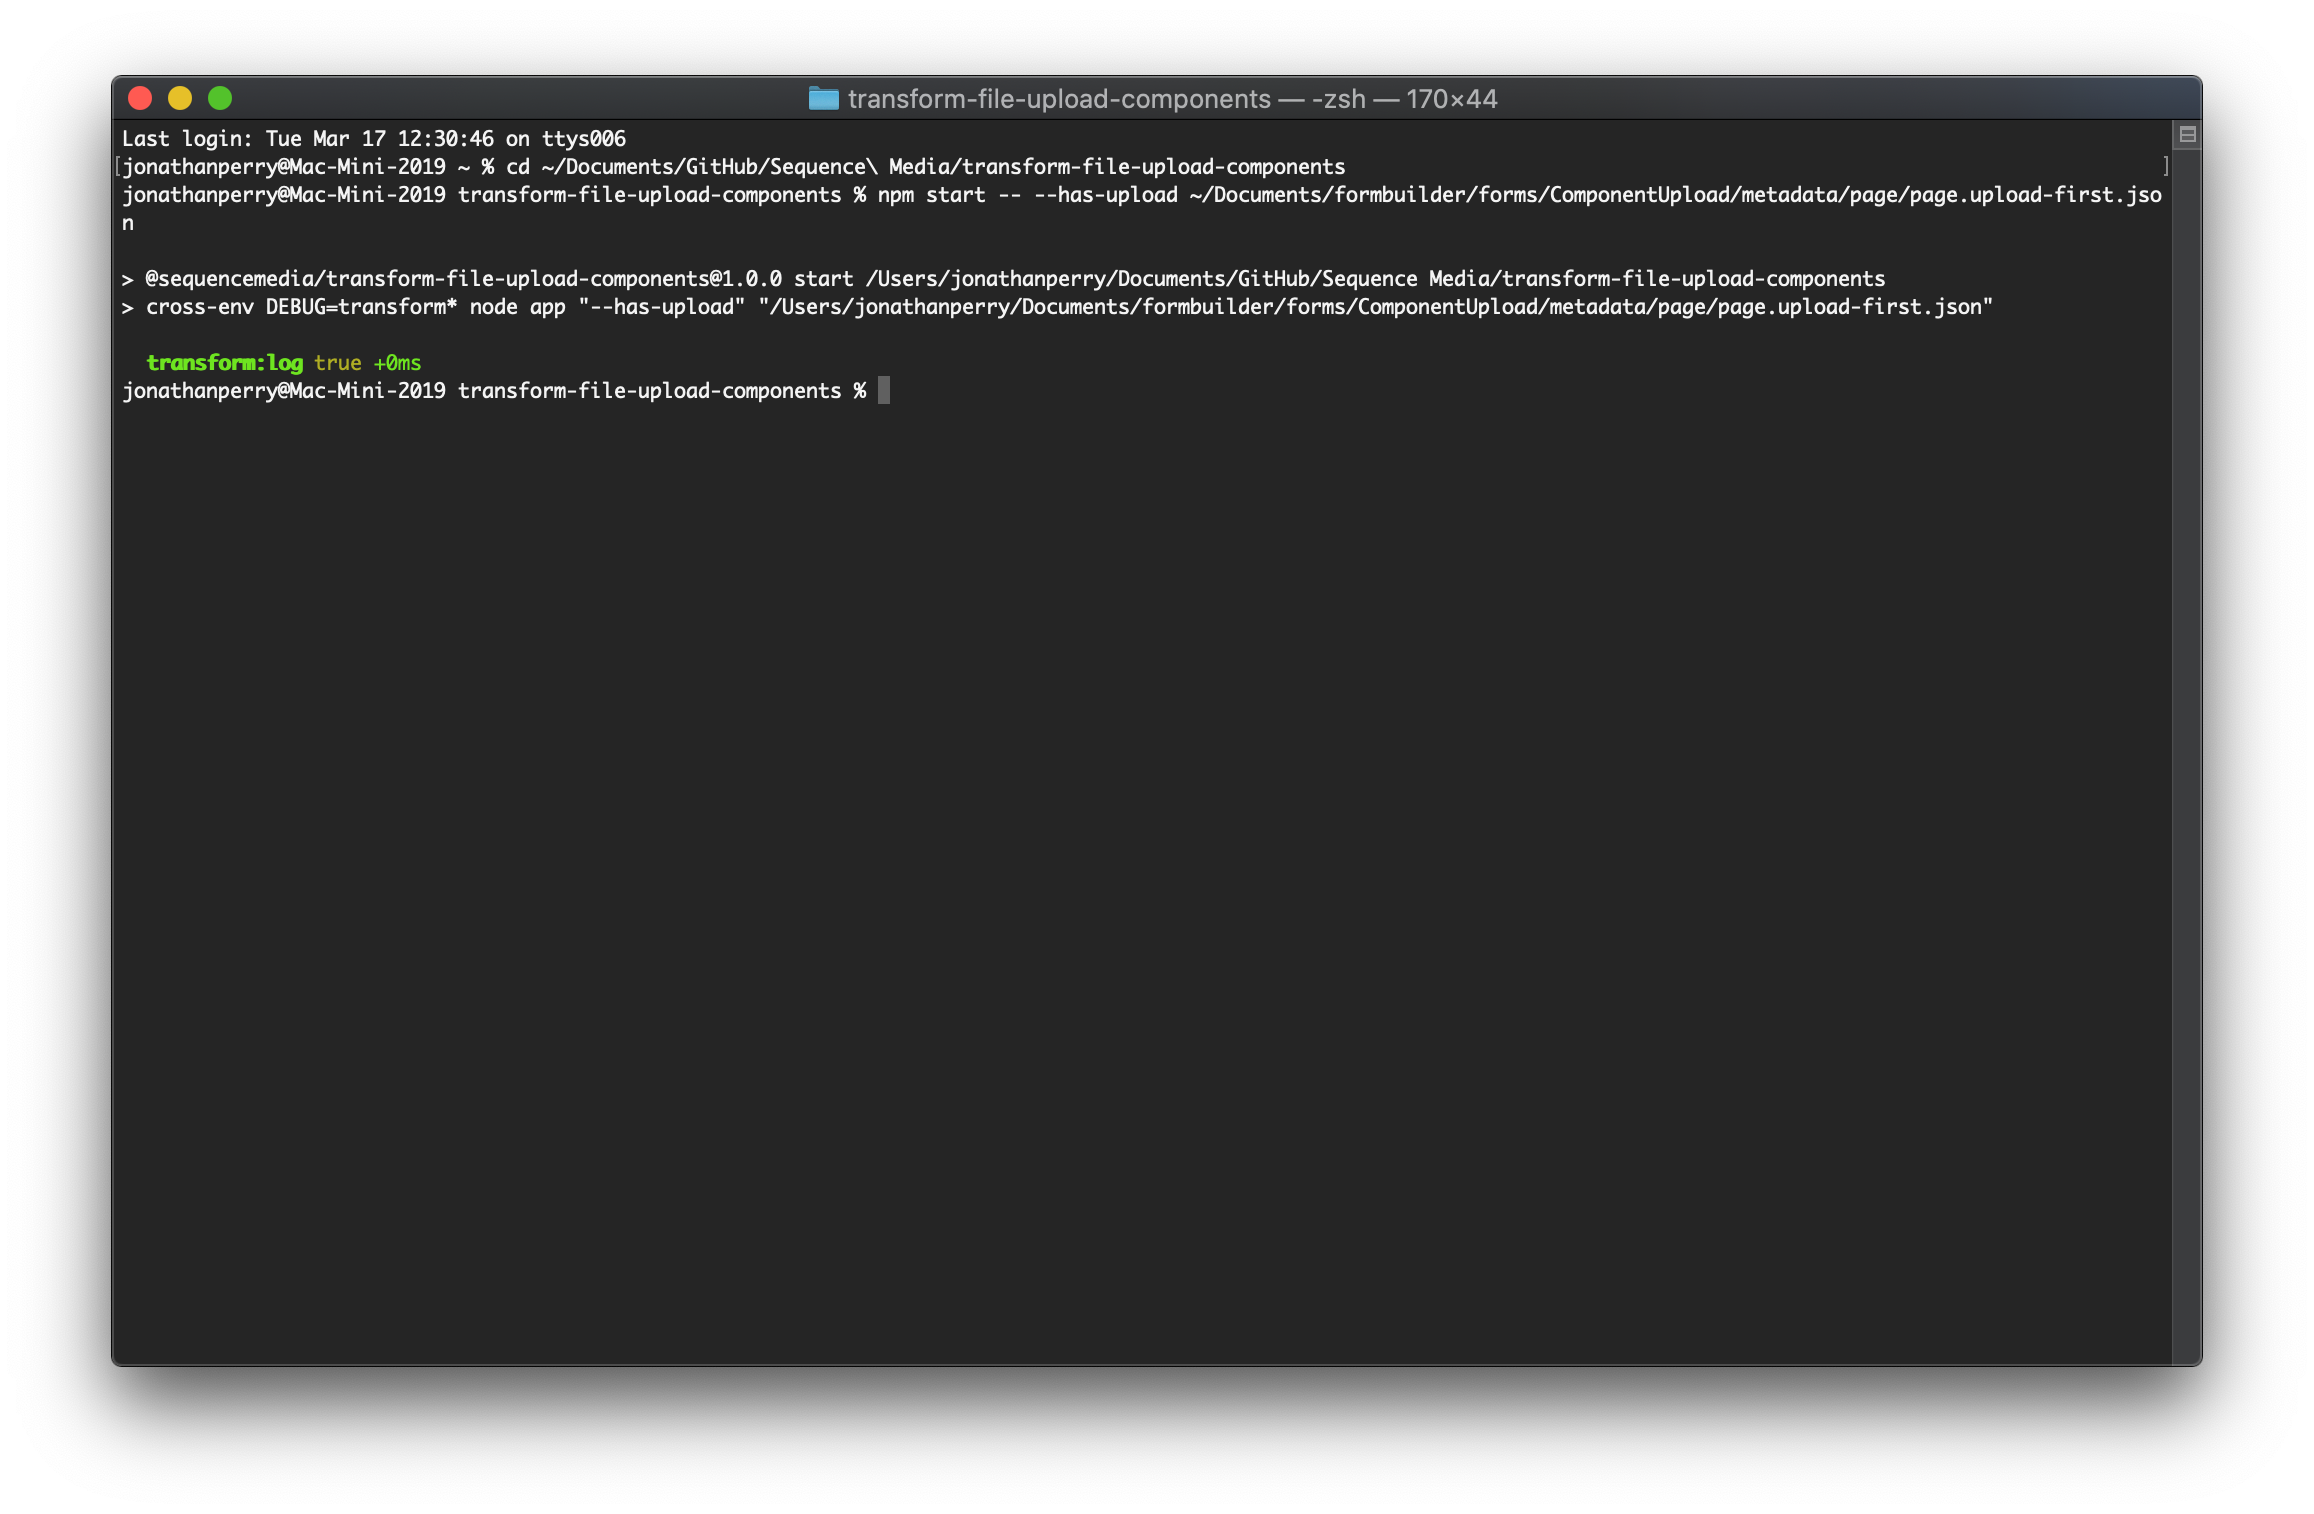 transform-file-upload-components — -zsh — 170×44
Last login: Tue Mar 17 12:30:46 on ttys006
[jonathanperry@Mac-Mini-2019 ~ % cd ~/Documents/GitHub/Sequence\ Media/transform-file-upload-components ]
jonathanperry@Mac-Mini-2019 transform-file-upload-components % npm start -- --has-upload ~/Documents/formbuilder/forms/ComponentUpload/metadata/page/page.upload-first.jso
n
> @sequencemedia/transform-file-upload-components@1.0.0 start /Users/jonathanperry/Documents/GitHub/Sequence Media/transform-file-upload-components
> cross-env DEBUG=transform* node app "--has-upload" "/Users/jonathanperry/Documents/formbuilder/forms/ComponentUpload/metadata/page/page.upload-first.json"
transform:log true +0ms
jonathanperry@Mac-Mini-2019 transform-file-upload-components %